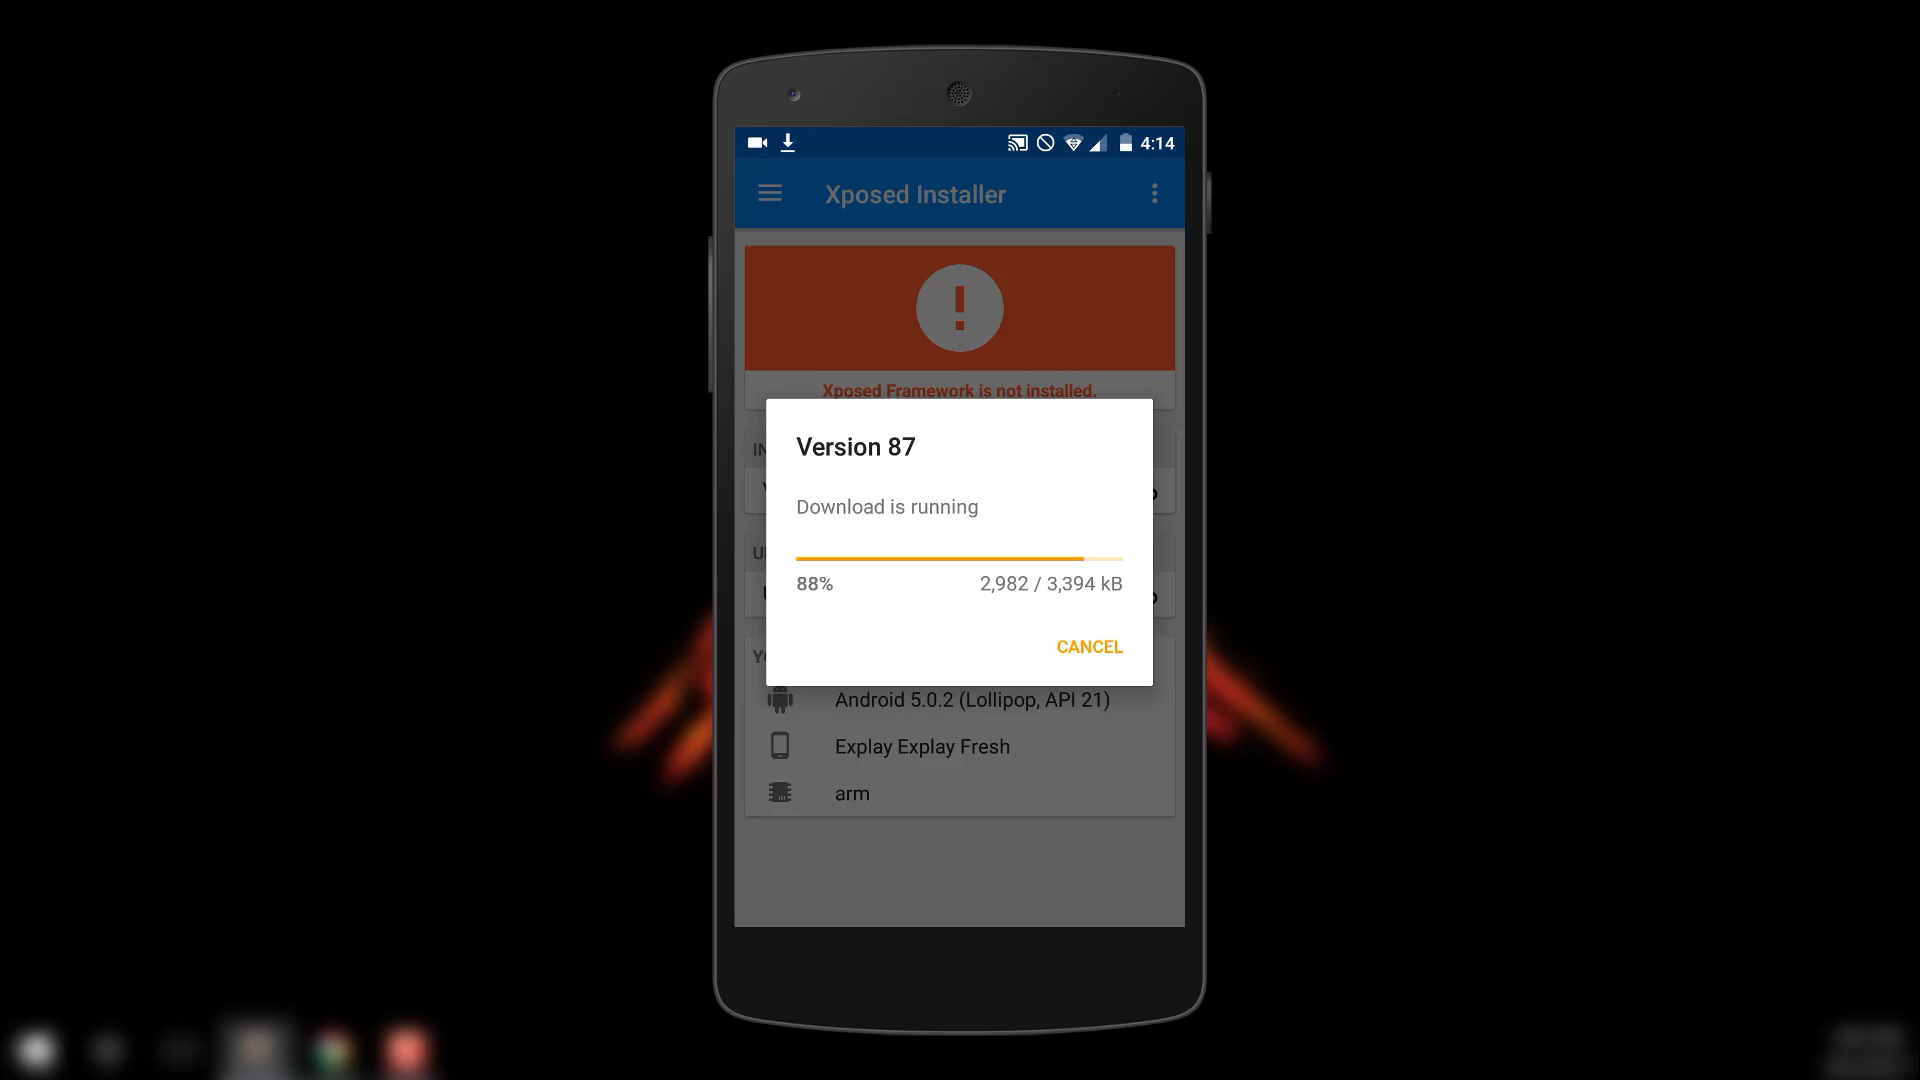 4:14
Xposed Installer
Xposed Framework is not installed.
Version 87
Download is running
88%
2,982 / 3,394 kB
CANCEL
Android 5.0.2 (Lollipop, API 21)
Explay Explay Fresh
arm